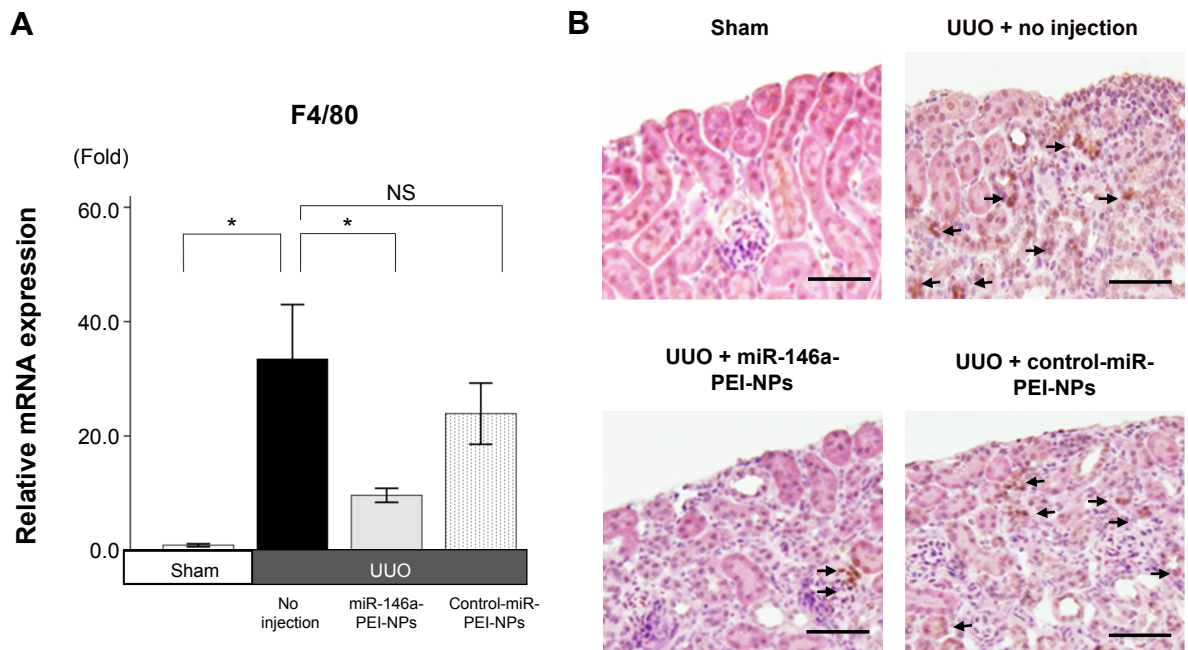 A
F4/80
(Fold)
Relative mRNA expression
60.0
40.0
20.0
0.0
*
*
NS
Sham
UUO
No
injection
miR-146a-
PEI-NPs
Control-miR-
PEI-NPs
B
Sham
UUO + no injection
UUO + miR-146a-
PEI-NPs
UUO + control-miR-
PEI-NPs